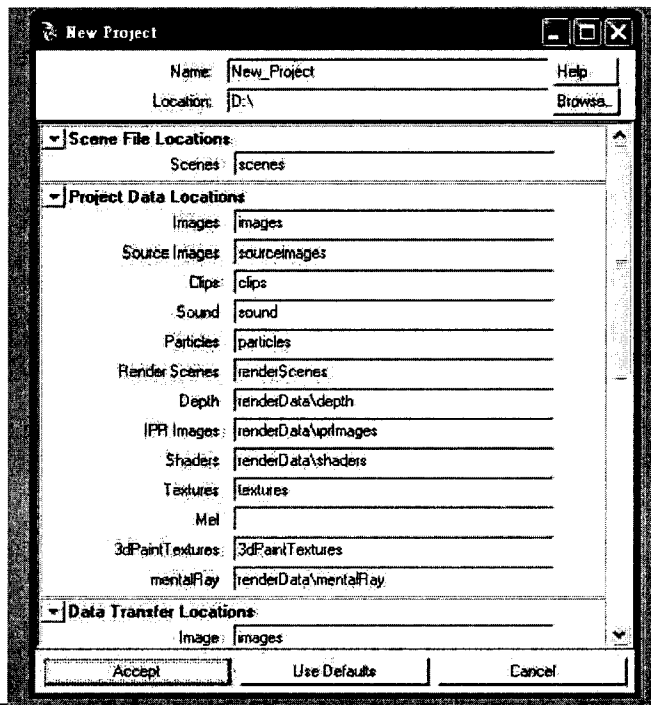 New Project
Name: New_Project Help
Location: D:\ Browse...
Scene File Locations
Scenes scenes
Project Data Locations
Images images
Source Images sourceimages
Clips clips
Sound sound
Particles particles
Render Scenes renderScenes
Depth renderData\depth
IPR Images renderData\iprImages
Shaders renderData\shaders
Textures textures
Mel
3dPaintTextures 3dPaintTextures
mentalRay renderData\mentalRay
Data Transfer Locations
Image images
Accept Use Defaults Cancel